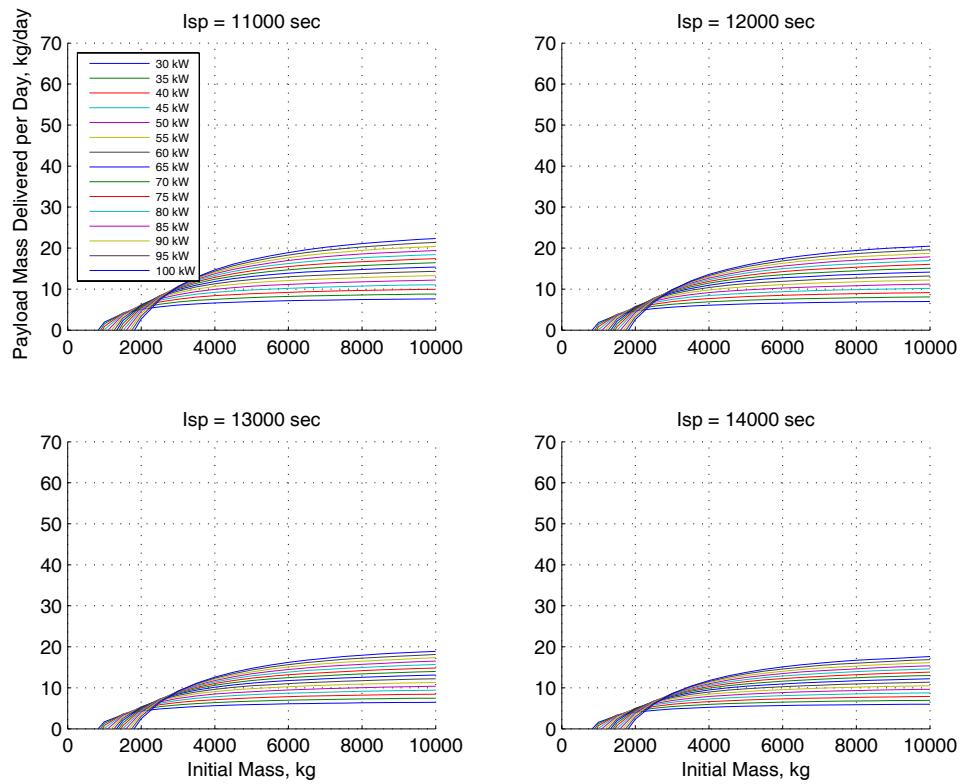 Isp = 11000 sec
Payload Mass Delivered per Day, kg/day
70
60
50
40
30
20
10
0
0 2000 4000 6000 8000 10000
30 kW
35 kW
40 kW
45 kW
50 kW
55 kW
60 kW
65 kW
70 kW
75 kW
80 kW
85 kW
90 kW
95 kW
100 kW
Isp = 12000 sec
70
60
50
40
30
20
10
0
0 2000 4000 6000 8000 10000
Isp = 13000 sec
70
60
50
40
30
20
10
0
0 2000 4000 6000 8000 10000
Initial Mass, kg
Isp = 14000 sec
70
60
50
40
30
20
10
0
0 2000 4000 6000 8000 10000
Initial Mass, kg